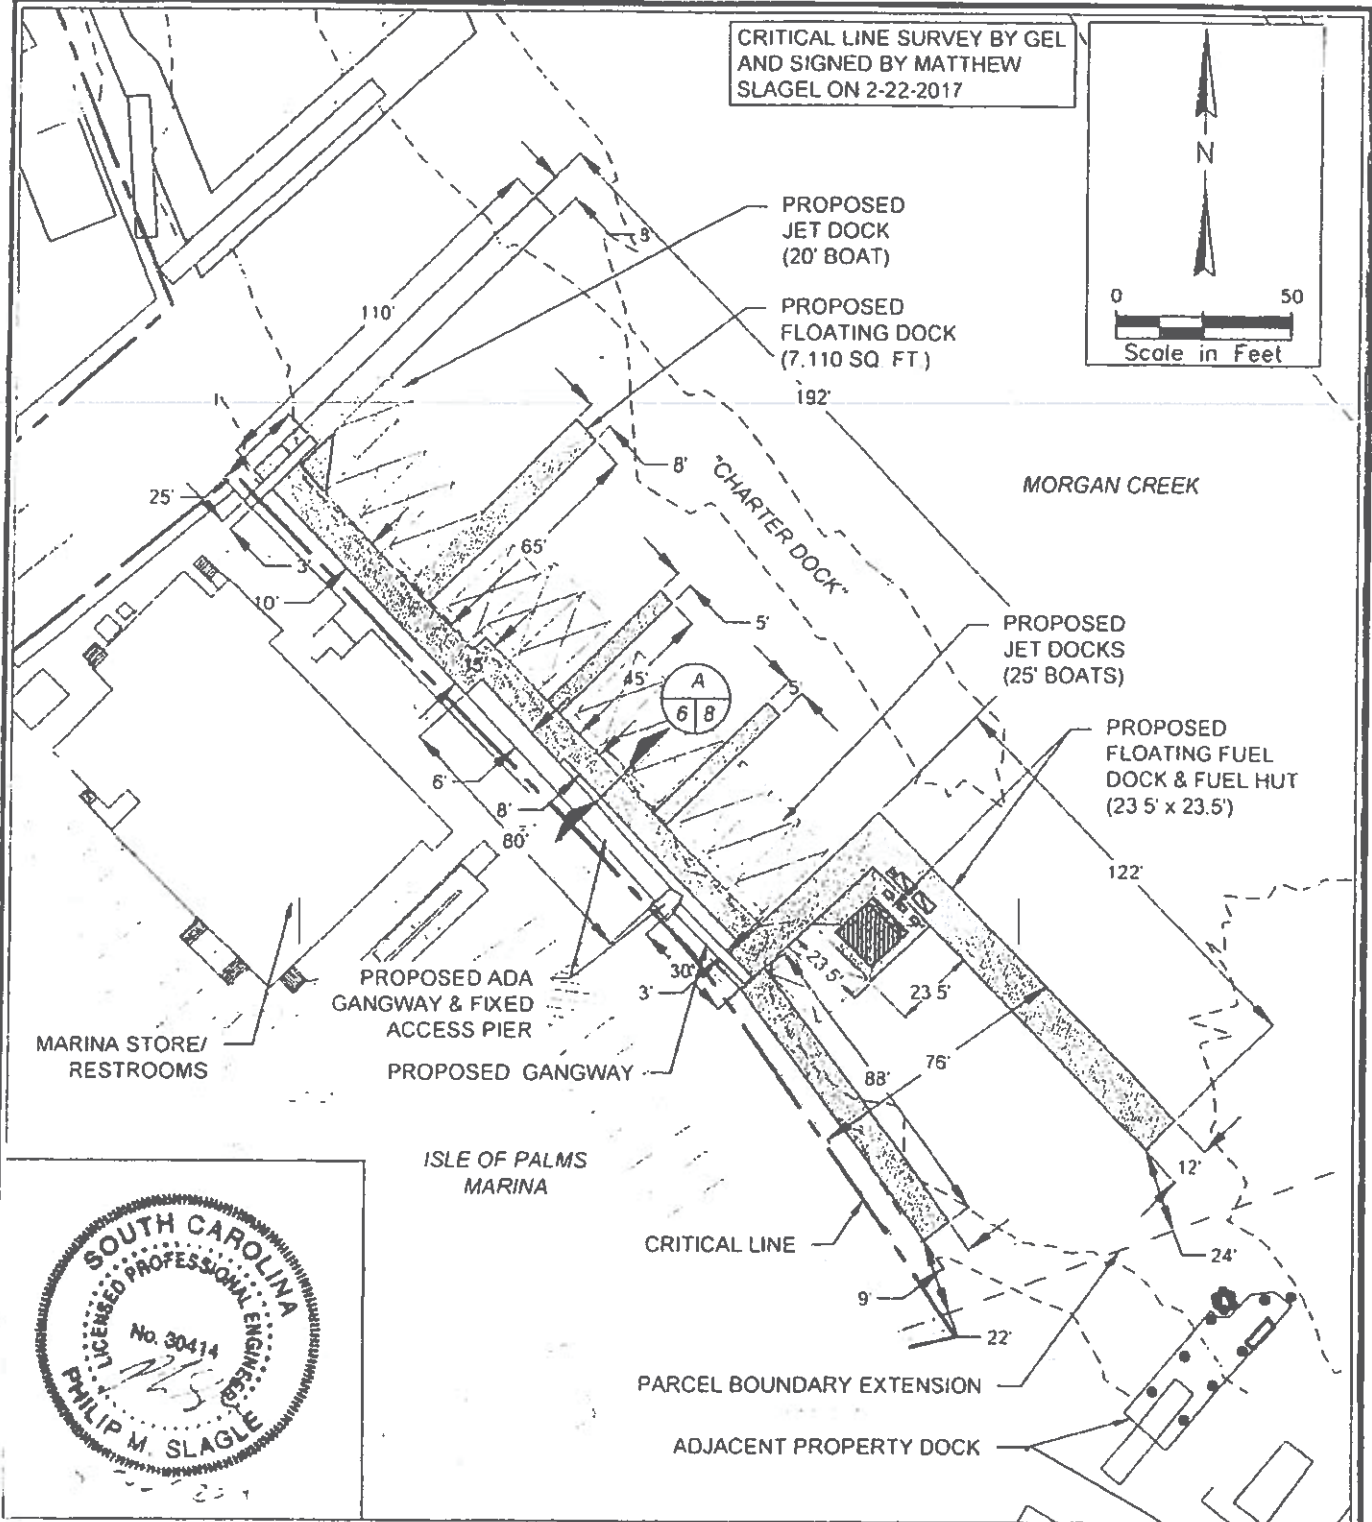 CRITICAL LINE SURVEY BY GEL
AND SIGNED BY MATTHEW
SLAGEL ON 2-22-2017
N
0 50
Scale in Feet
PROPOSED
JET DOCK
(20' BOAT)
PROPOSED
FLOATING DOCK
(7,110 SQ. FT.)
8'
110'
192'
8'
"CHARTER DOCK"
MORGAN CREEK
25'
3'
10'
65'
5'
15'
45'
5'
A
6 8
PROPOSED
JET DOCKS
(25' BOATS)
PROPOSED
FLOATING FUEL
DOCK & FUEL HUT
(23 5' x 23.5')
6'
8'
80'
122'
23 5'
23 5'
30'
3'
PROPOSED ADA
GANGWAY & FIXED
ACCESS PIER
PROPOSED GANGWAY
MARINA STORE/
RESTROOMS
88'
76'
ISLE OF PALMS
MARINA
12'
24'
CRITICAL LINE
9'
22'
PARCEL BOUNDARY EXTENSION
ADJACENT PROPERTY DOCK
SOUTH CAROLINA
LICENSED PROFESSIONAL ENGINEER
No. 30414
PHILIP M. SLAGLE